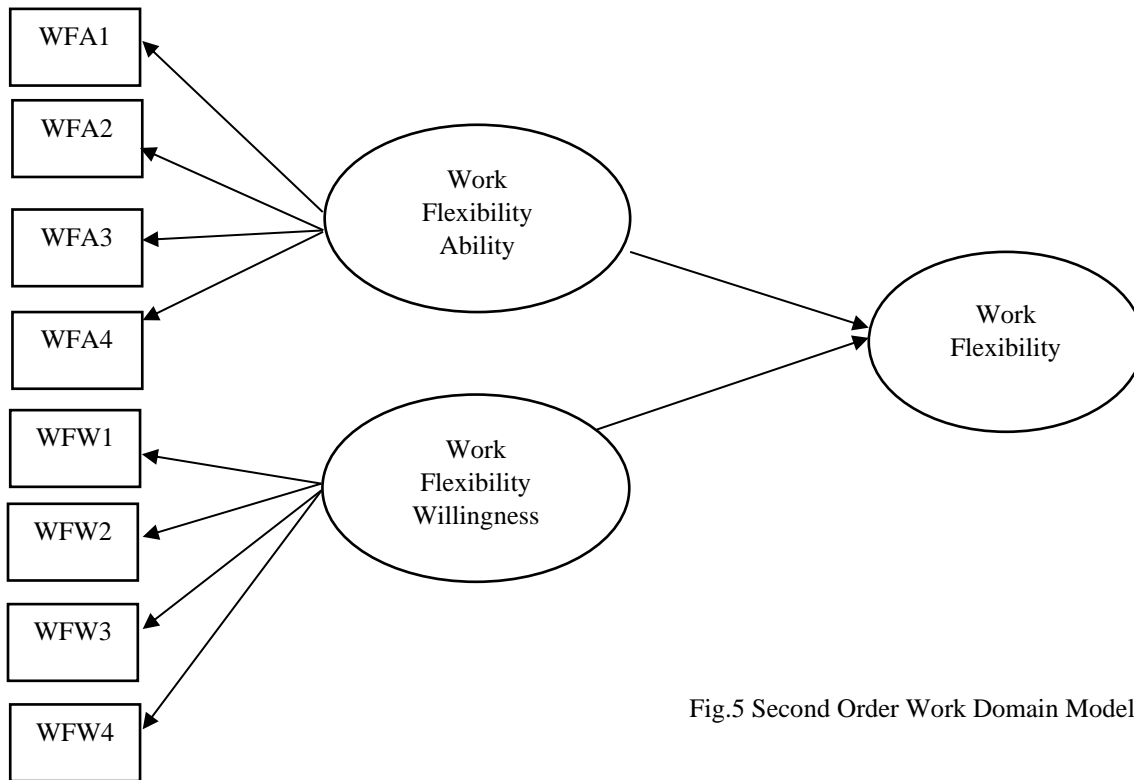 WFA1
WFA2
WFA3
WFA4
WFW1
WFW2
WFW3
WFW4
Work
Flexibility
Ability
Work
Flexibility
Willingness
Work
Flexibility
Fig.5 Second Order Work Domain Model